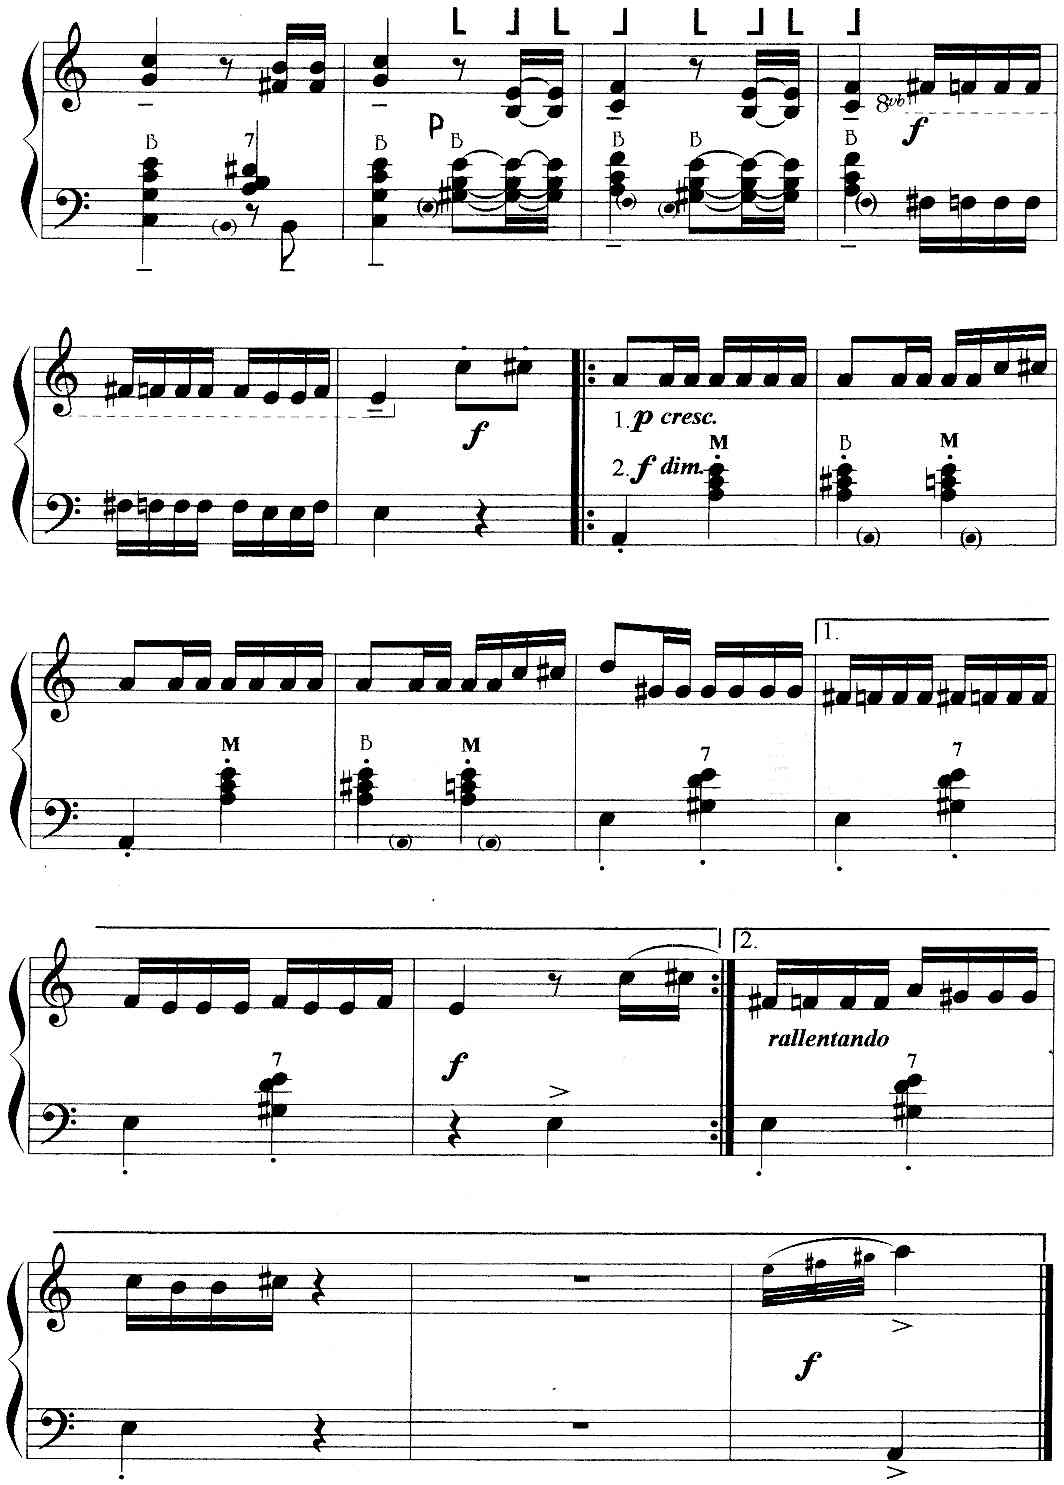 B 7 B B B B B
p
8vb
f
1. p cresc.
M
2. f dim.
B M
f
1.
M B M 7 7
2.
rallentando
7 f 7
f